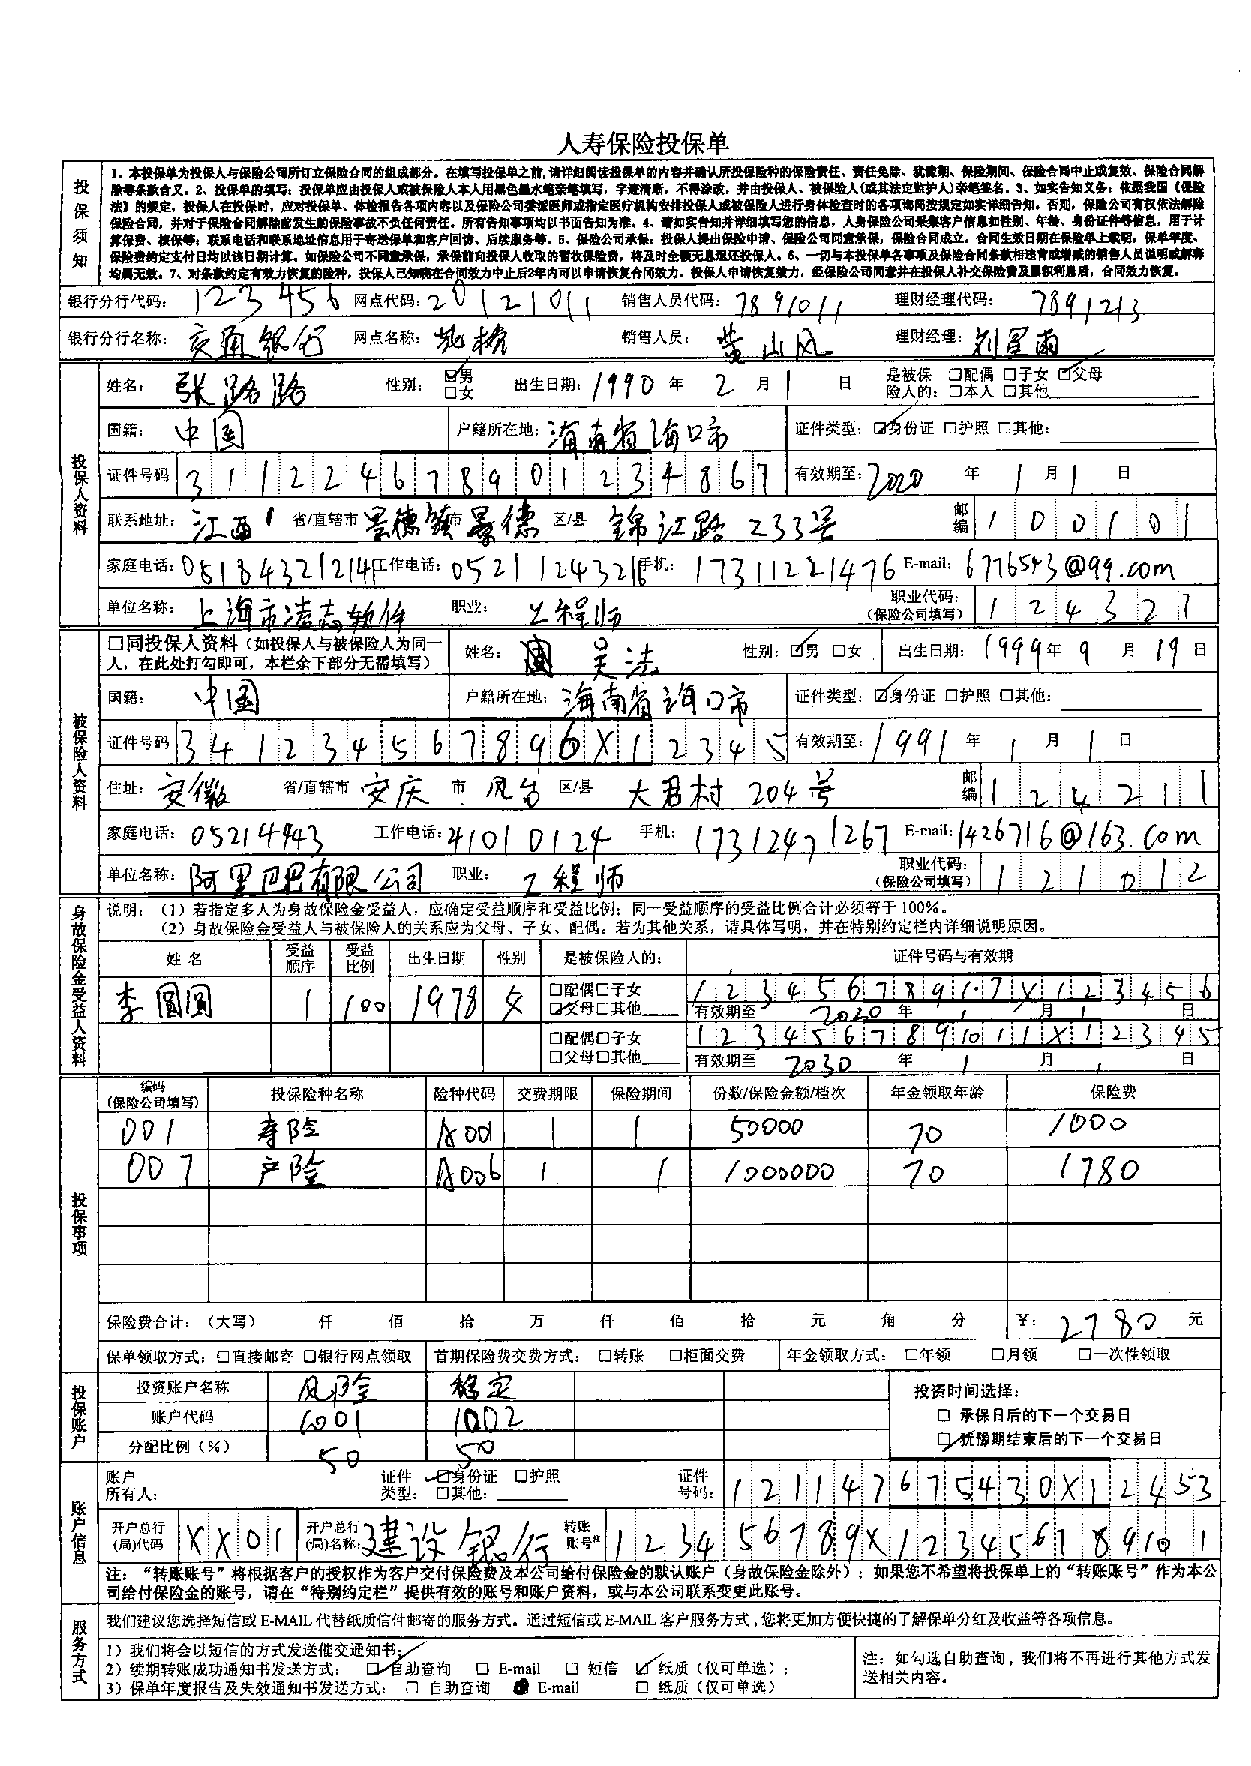 人寿保险投保单
投保须知
1、本投保单为投保人与保险公司所订立保险合同的组成部分。在填写投保单之前,请详细阅读投保单的内容并确认所投保险种的保险责任、责任免除、犹豫期、保险期间、保险合同中止或复效、保险合同解
除等条款含义。2、投保单的填写:投保单应由投保人或被保险人本人用黑色墨水笔亲笔填写,字迹清晰,不得涂改,并由投保人、被保险人(或其法定监护人)亲笔签名。3、如实告知义务:依据我国《保险
法》的规定,投保人在投保时,应对投保单、体检报告各项内容以及保险公司委派医师或指定医疗机构安排投保人或被保险人进行身体检查时的各项询问按规定如实详细告知。否则,保险公司有权依法解除
保险合同,并对于保险合同解除前发生的保险事故不负任何责任。所有告知事项均以书面告知为准。4、请如实告知并详细填写您的信息,人身保险公司采集客户信息如性别、年龄、身份证件等信息,用于计
算保费、核保等;联系电话和联系地址信息用于寄送保单和客户回访、后续服务等。5、保险公司承保:投保人提出保险申请、保险公司同意承保,保险合同成立。合同生效日期在保险单上载明。保单年度、
保险费约定支付日均以该日期计算。如保险公司不同意承保,承保前向投保人收取的暂收保险费,将及时全额无息退还投保人。6、一切与本投保单各事项及保险合同条款相违背或增减的销售人员说明或解释
均属无效。7、对条款约定有效力恢复的险种,投保人已知晓在合同效力中止后2年内可以申请恢复合同效力。投保人申请恢复效力,经保险公司同意并在投保人补交保险费及累积利息后,合同效力恢复。
银行分行代码: 123456 网点代码: 20121011 销售人员代码: 7891011 理财经理代码: 7891213
银行分行名称: 交通银行 网点名称: 销售人员: 黄山风 理财经理: 刘星雨
投保人资料
姓名: 张路路 性别: ☑男 □女 出生日期: 1990 年 2 月 1 日 是被保险人的: □配偶 □子女 ☑父母 □本人 □其他
国籍: 中国 户籍所在地: 海南省海口市 证件类型: ☑身份证 □护照 □其他:
证件号码 311224678901234867 有效期至: 2020 年 1 月 1 日
联系地址: 江西 省/直辖市 景德镇 市 景德 区/县 锦江路233号 邮编 100101
家庭电话: 05184321214 工作电话: 05211243216 手机: 17311221476 E-mail: 6776543@qq.com
单位名称: 上海市凌志软件 职业: 工程师 职业代码: (保险公司填写) 124321
被保险人资料
□同投保人资料(如投保人与被保险人为同一人,在此处打勾即可,本栏余下部分无需填写) 姓名: 吴法 性别: ☑男 □女 出生日期: 1999 年 9 月 19 日
国籍: 中国 户籍所在地: 海南省海口市 证件类型: ☑身份证 □护照 □其他:
证件号码 34123456789 6X12345 有效期至: 1991 年 1 月 1 日
住址: 安徽 省/直辖市 安庆 市 凤台 区/县 大君村 204号 邮编 124211
家庭电话: 05214443 工作电话: 41010124 手机: 17312471267 E-mail: 1426716@163.com
单位名称: 阿里巴巴有限公司 职业: 工程师 职业代码: (保险公司填写) 121012
身故保险金受益人资料
说明:(1)若指定多人为身故保险金受益人,应确定受益顺序和受益比例;同一受益顺序的受益比例合计必须等于100%。
(2)身故保险金受益人与被保险人的关系应为父母、子女、配偶。若为其他关系,请具体写明,并在特别约定栏内详细说明原因。
姓名 受益顺序 受益比例 出生日期 性别 是被保险人的: 证件号码与有效期
李圆圆 1 100 1978 女 □配偶□子女 ☑父母□其他 1234567891.7X123456
有效期至 2030 年 1 月 1 日
□配偶□子女 □父母□其他 1234567891011X12345
有效期至 2030 年 1 月 1 日
投保事项
编码(保险公司填写) 投保险种名称 险种代码 交费期限 保险期间 份数/保险金额/档次 年金领取年龄 保险费
001 寿险 A001 1 1 50000 70 1000
007 产险 A006 1 1 1000000 70 1780
保险费合计:(大写) 仟 佰 拾 万 仟 佰 拾 元 角 分 ¥: 2780 元
保单领取方式: □直接邮寄 □银行网点领取 首期保险费交费方式: □转账 □柜面交费 年金领取方式: □年领 □月领 □一次性领取
投保账户
投资账户名称 风险 稳定 投资时间选择:
账户代码 1001 1002 □ 承保日后的下一个交易日
分配比例(%) 50 50 ☑ 犹豫期结束后的下一个交易日
账户信息
账户所有人: 证件类型: ☑身份证 □护照 □其他: 证件号码: 121147675430X12453
开户总行(局)代码 XX01 开户总行(局)名称: 建设银行 转账账号* 123456789X12345678910 1
注:“转账账号”将根据客户的授权作为客户交付保险费及本公司给付保险金的默认账户(身故保险金除外);如果您不希望将投保单上的“转账账号”作为本公
司给付保险金的账号,请在“特别约定栏”提供有效的账号和账户资料,或与本公司联系变更此账号。
服务方式
我们建议您选择短信或E-MAIL代替纸质信件邮寄的服务方式。通过短信或E-MAIL客户服务方式,您将更加方便快捷的了解保单分红及收益等各项信息。
1)我们将会以短信的方式发送催交通知书;
2)续期转账成功通知书发送方式: ☑自助查询 □ E-mail □ 短信 ☑纸质(仅可单选);
3)保单年度报告及失效通知书发送方式: □ 自助查询 ● E-mail □ 纸质(仅可单选)
注:如勾选自助查询,我们将不再进行其他方式发
送相关内容。